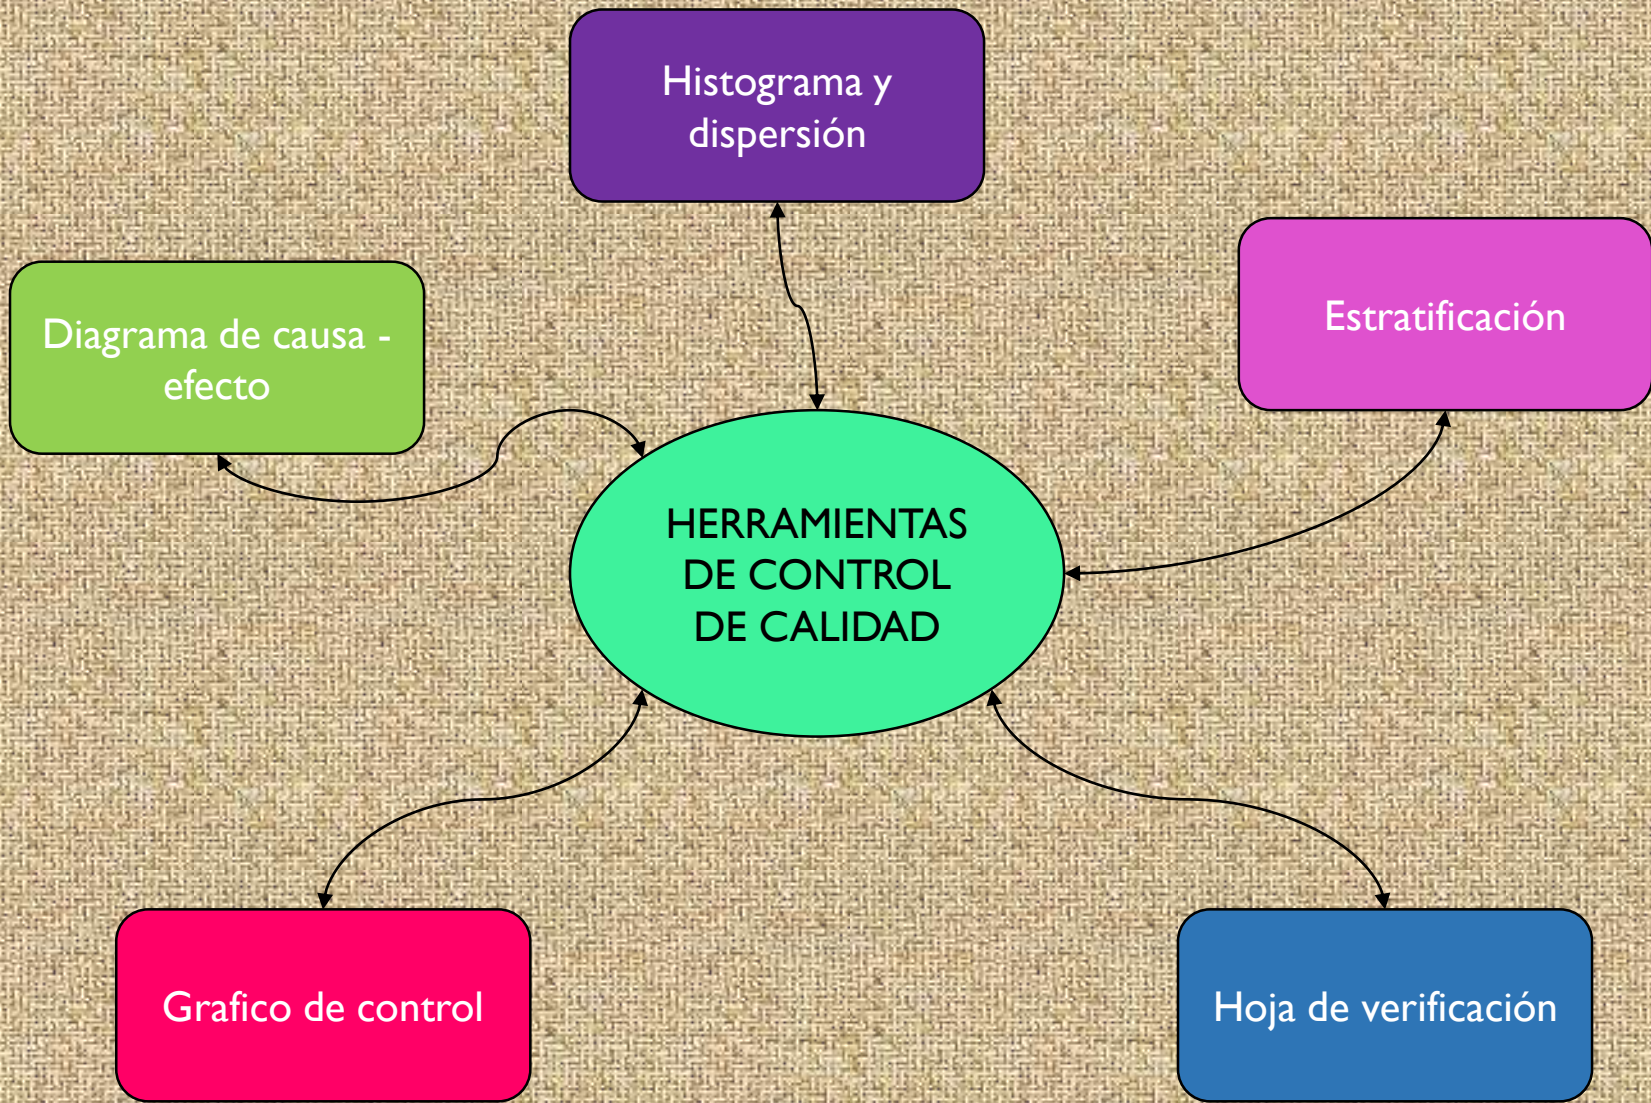 Histograma y
dispersión
Estratificación
Diagrama de causa -
efecto
HERRAMIENTAS
DE CONTROL
DE CALIDAD
Grafico de control
Hoja de verificación